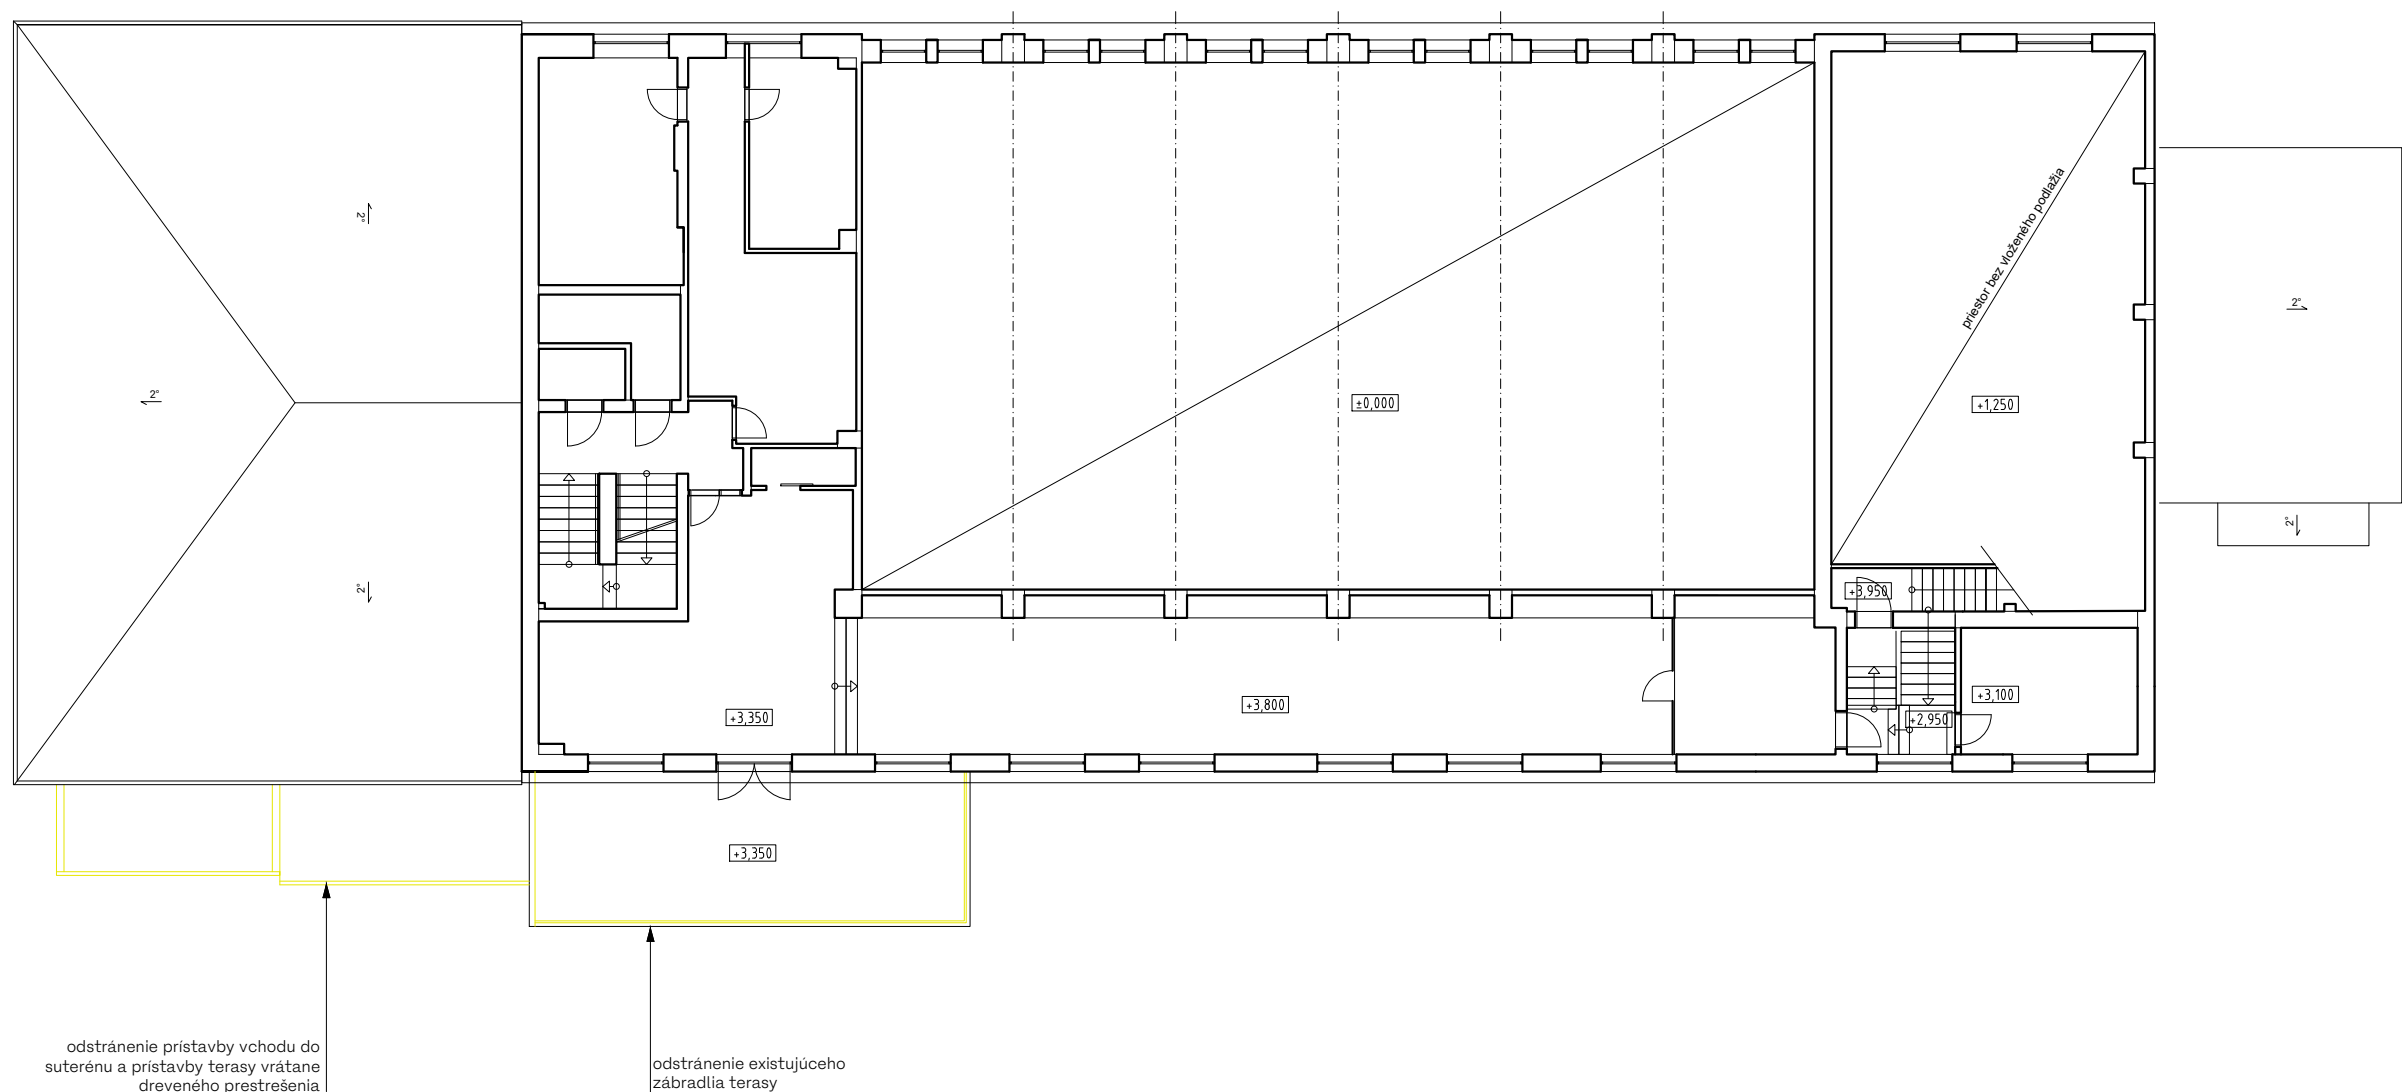 2°
priestor bez vloženého podlažia
2°
2°
±0,000
+1,250
2°
2°
+3,950
+3,100
+3,800
+3,350
+2,950
+3,350
odstránenie prístavby vchodu do
suterénu a prístavby terasy vrátane
dreveného prestrešenia
odstránenie existujúceho
zábradlia terasy